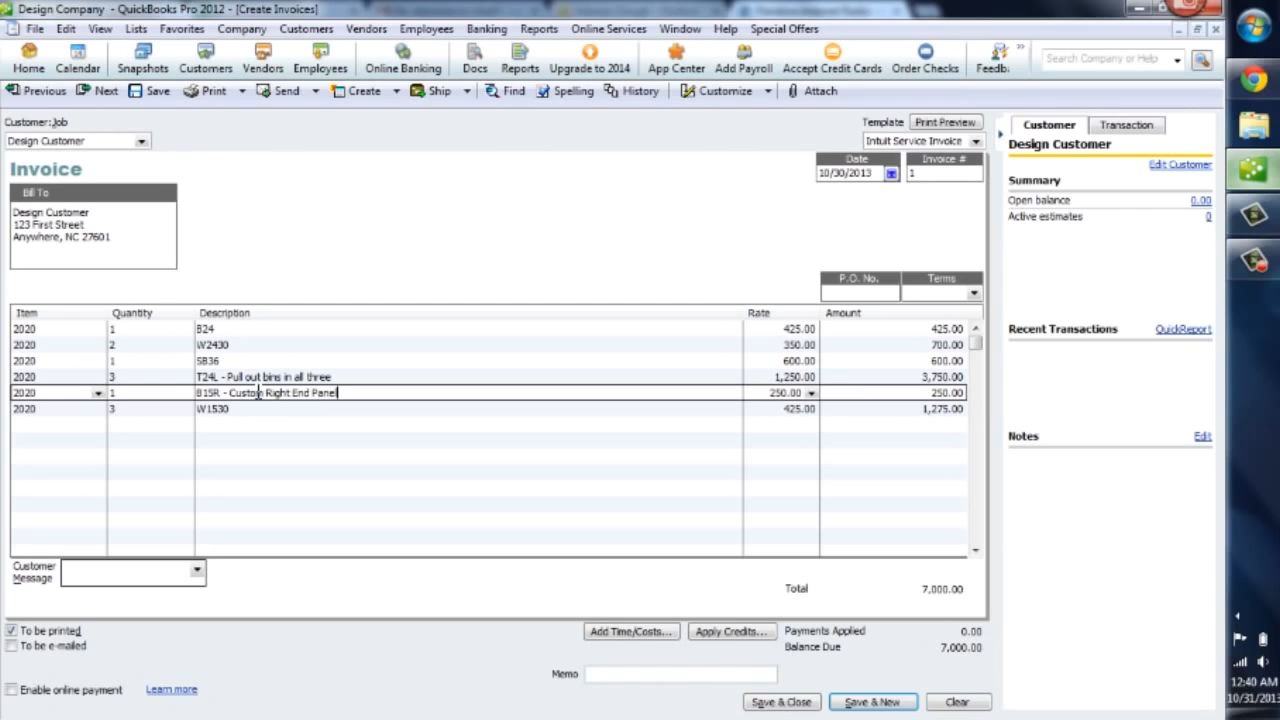 Design Company - QuickBooks Pro 2012 - [Create Invoices]
File Edit View Lists Favorites Company Customers Vendors Employees Banking Reports Online Services Window Help Special Offers
Home Calendar Snapshots Customers Vendors Employees Online Banking Docs Reports Upgrade to 2014 App Center Add Payroll Accept Credit Cards Order Checks Feedb
Search Company or Help
Previous Next Save Print Send Create Ship Find Spelling History Customize Attach
Customer:Job
Template Print Preview
Design Customer
Intuit Service Invoice
Invoice
Date Invoice #
10/30/2013 1
Bill To
Design Customer
123 First Street
Anywhere, NC 27601
P.O. No. Terms
Item Quantity Description Rate Amount
2020 1 B24 425.00 425.00
2020 2 W2430 350.00 700.00
2020 1 SB36 600.00 600.00
2020 3 T24L - Pull out bins in all three 1,250.00 3,750.00
2020 1 B15R - Custom Right End Panel 250.00 250.00
2020 3 W1530 425.00 1,275.00
Customer
Message
Total 7,000.00
To be printed
To be e-mailed
Add Time/Costs... Apply Credits... Payments Applied 0.00
Balance Due 7,000.00
Memo
Enable online payment Learn more
Save & Close Save & New Clear
Customer Transaction
Design Customer
Edit Customer
Summary
Open balance 0.00
Active estimates 0
Recent Transactions QuickReport
Notes Edit
12:40 AM
10/31/2013